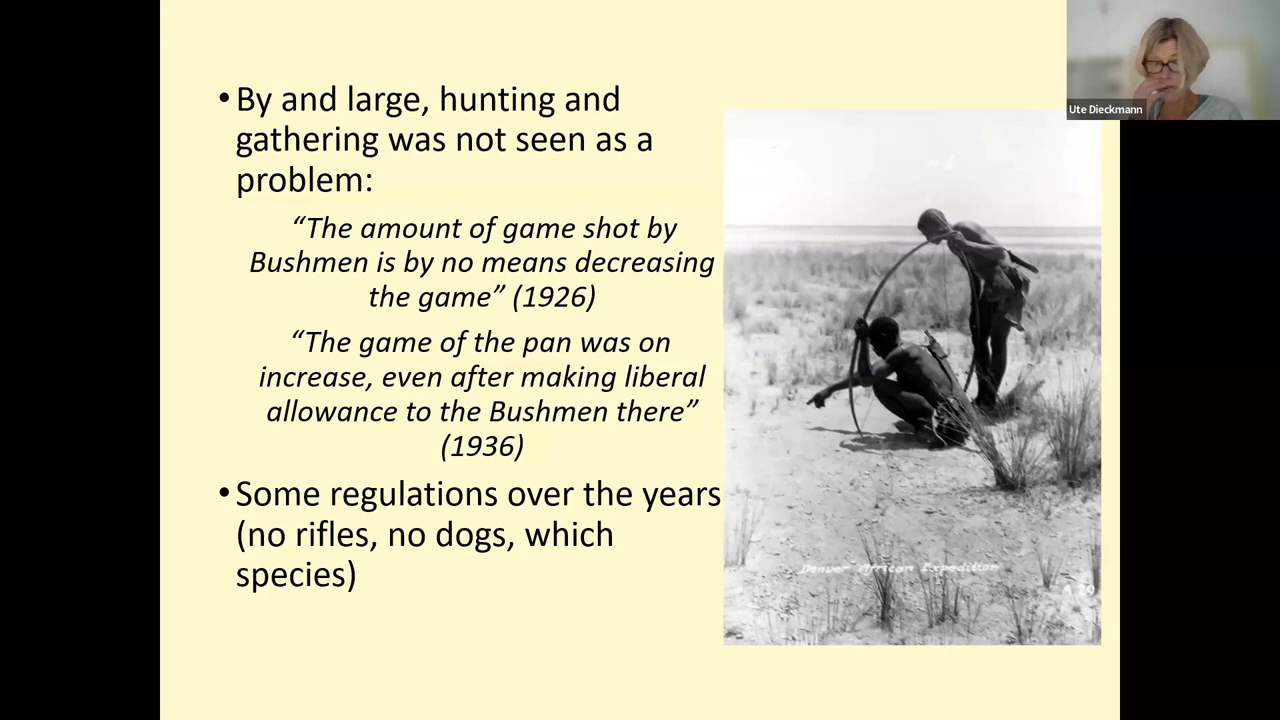 • By and large, hunting and
gathering was not seen as a
problem:
“The amount of game shot by
Bushmen is by no means decreasing
the game” (1926)
“The game of the pan was on
increase, even after making liberal
allowance to the Bushmen there”
(1936)
• Some regulations over the years
(no rifles, no dogs, which
species)
Denver African Expedition
Ute Dieckmann